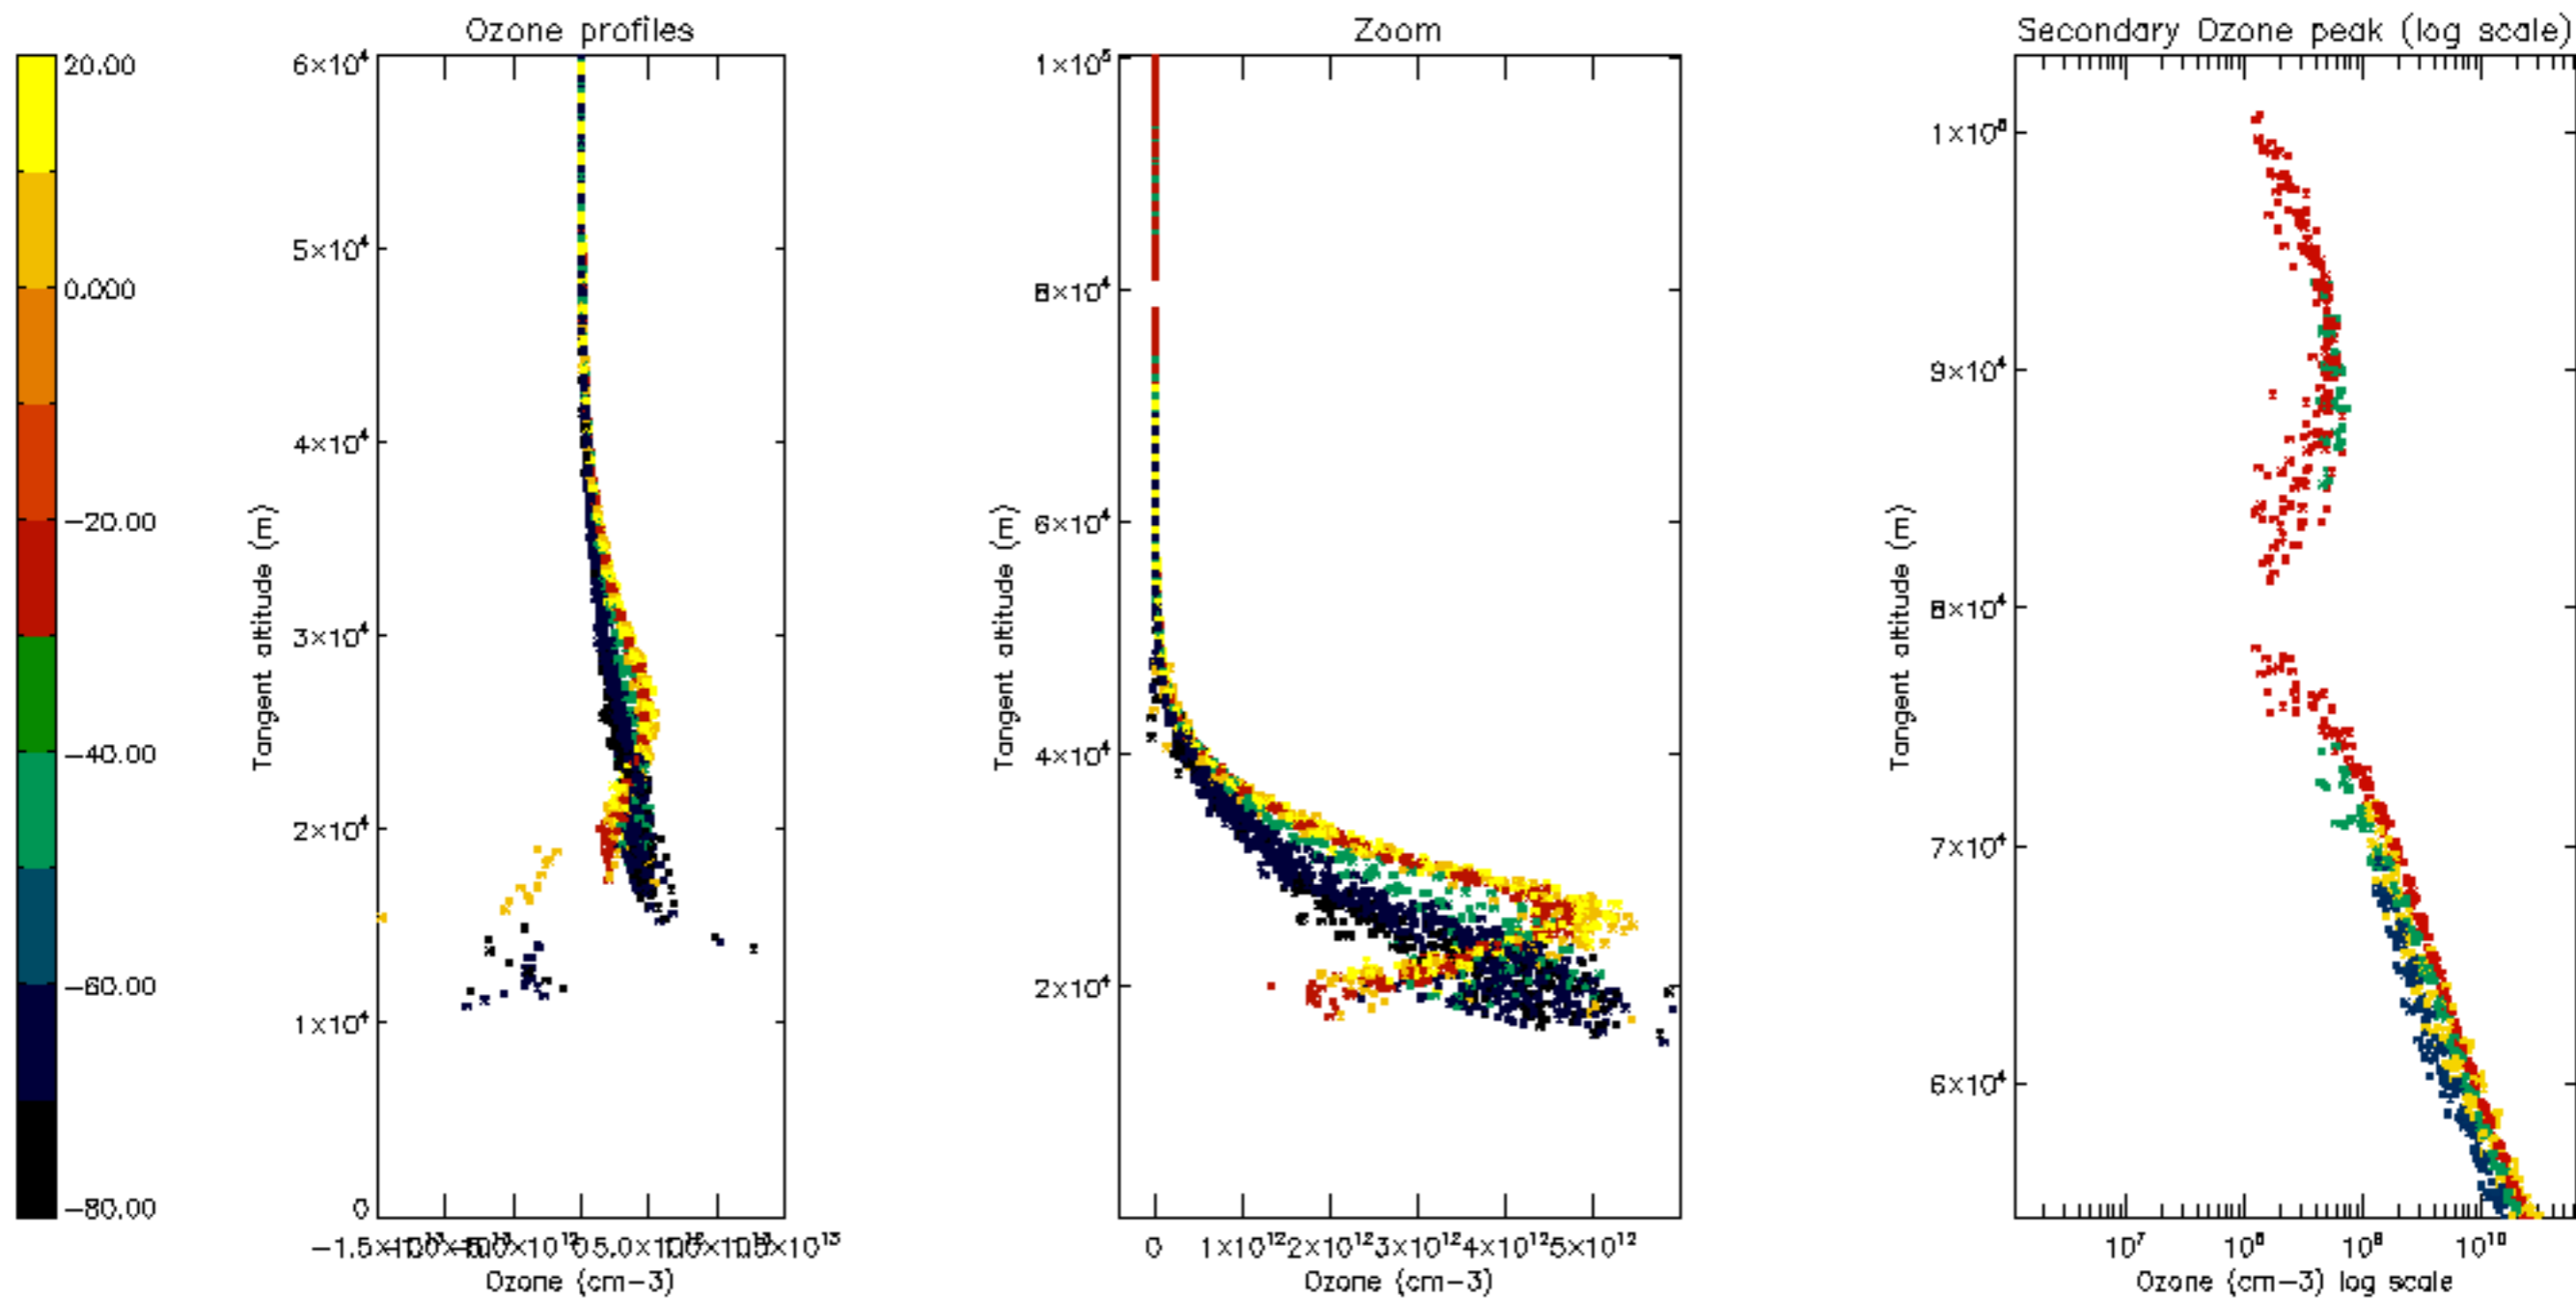 Ozone profiles
Zoom
Secondary Ozone peak (log scale)
20.00
0.000
−20.00
−40.00
−60.00
−80.00
6×10⁴
5×10⁴
4×10⁴
3×10⁴
2×10⁴
1×10⁴
0
Tangent altitude (m)
Ozone (cm−3)
1×10⁵
8×10⁴
6×10⁴
4×10⁴
2×10⁴
Tangent altitude (m)
0 1×10¹² 2×10¹² 3×10¹² 4×10¹² 5×10¹²
Ozone (cm−3)
9×10⁴
8×10⁴
7×10⁴
6×10⁴
Tangent altitude (m)
10⁷ 10⁸ 10⁹ 10¹⁰
Ozone (cm−3) log scale